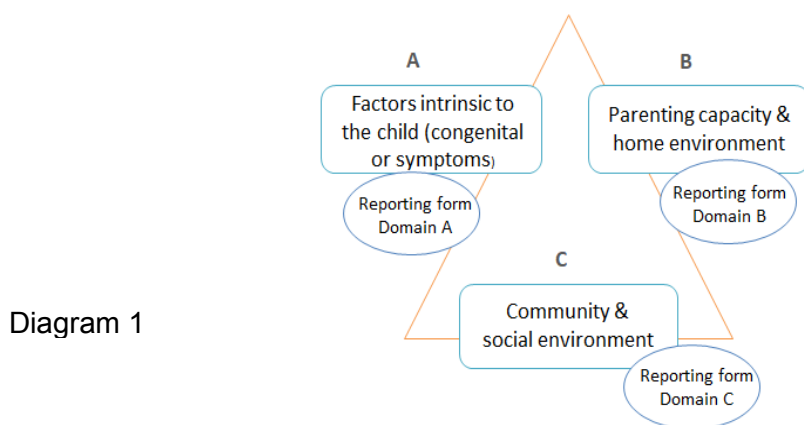 A
Factors intrinsic to
the child (congenital
or symptoms)
Reporting form
Domain A
B
Parenting capacity &
home environment
Reporting form
Domain B
C
Community &
social environment
Reporting form
Domain C
Diagram 1